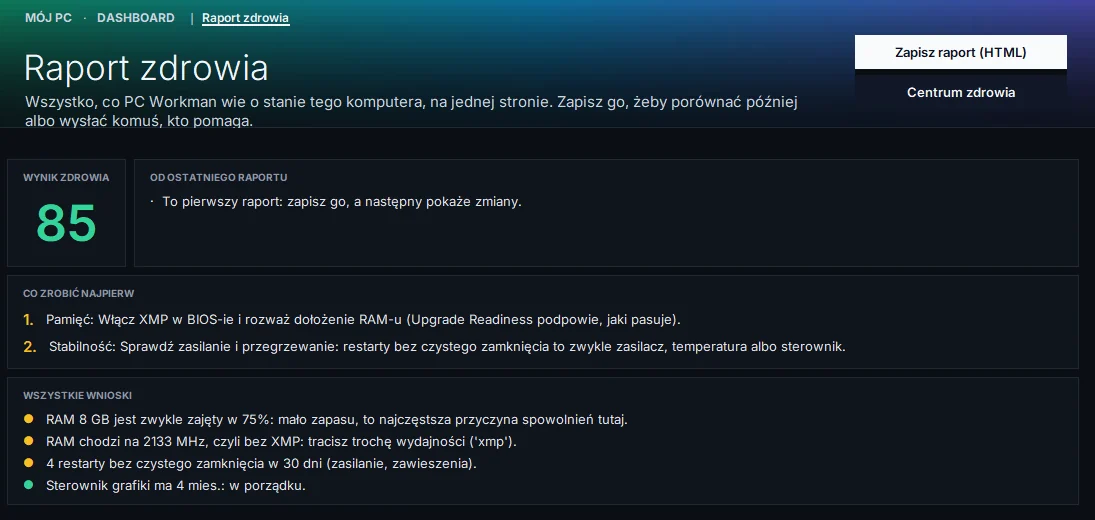 MÓJ PC · DASHBOARD | Raport zdrowia
Zapisz raport (HTML)
Raport zdrowia
Centrum zdrowia
Wszystko, co PC Workman wie o stanie tego komputera, na jednej stronie. Zapisz go, żeby porównać później
albo wysłać komuś, kto pomaga.
WYNIK ZDROWIA
85
OD OSTATNIEGO RAPORTU
· To pierwszy raport: zapisz go, a następny pokaże zmiany.
CO ZROBIĆ NAJPIERW
1. Pamięć: Włącz XMP w BIOS-ie i rozważ dołożenie RAM-u (Upgrade Readiness podpowie, jaki pasuje).
2. Stabilność: Sprawdź zasilanie i przegrzewanie: restarty bez czystego zamknięcia to zwykle zasilacz, temperatura albo sterownik.
WSZYSTKIE WNIOSKI
RAM 8 GB jest zwykle zajęty w 75%: mało zapasu, to najczęstsza przyczyna spowolnień tutaj.
RAM chodzi na 2133 MHz, czyli bez XMP: tracisz trochę wydajności ('xmp').
4 restarty bez czystego zamknięcia w 30 dni (zasilanie, zawieszenia).
Sterownik grafiki ma 4 mies.: w porządku.